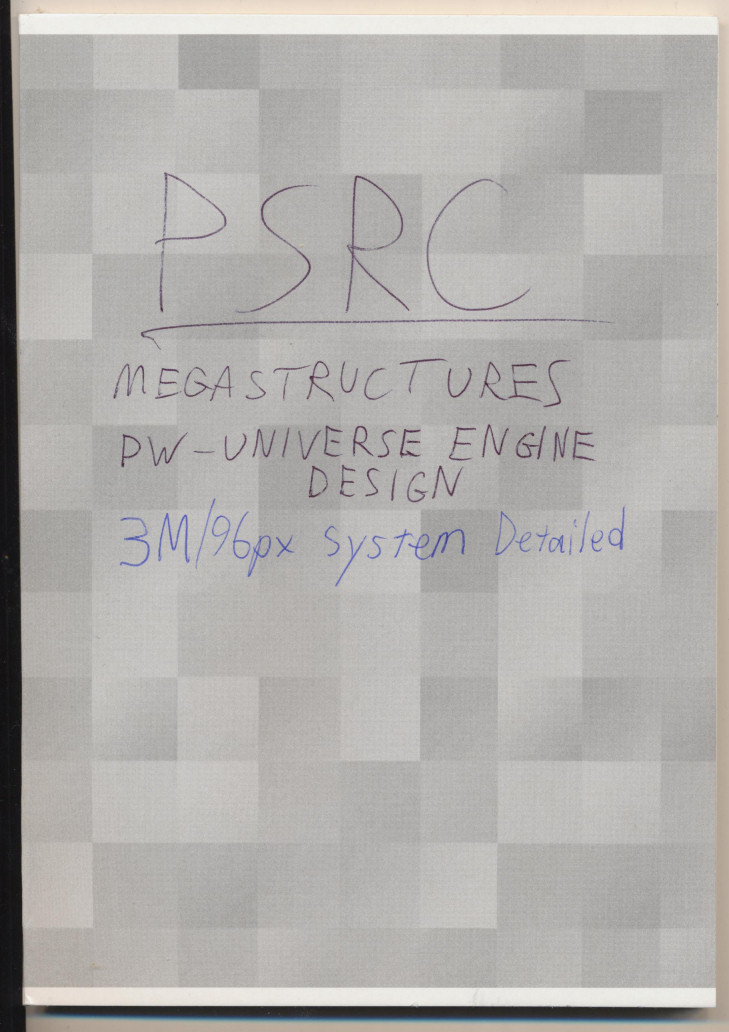 PSRC
MEGASTRUCTURES
PW-UNIVERSE ENGINE
DESIGN
3M/96px system Detailed